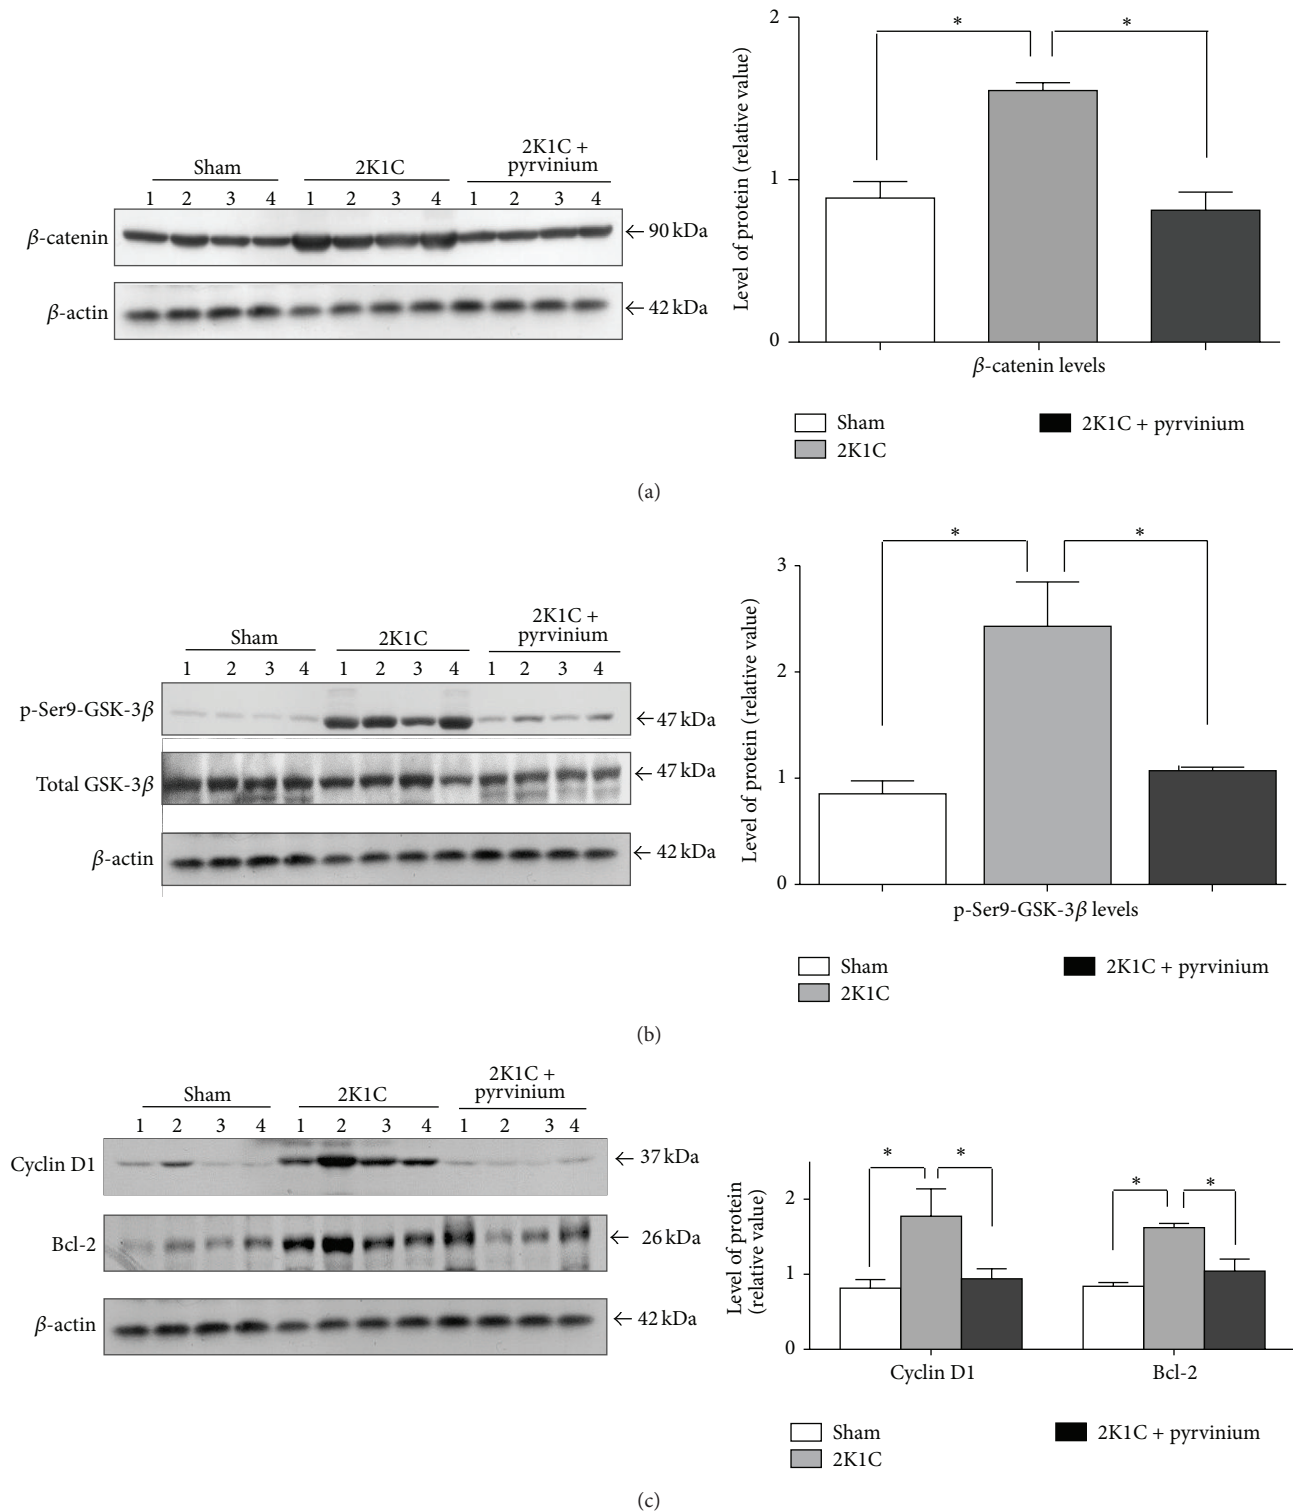 2K1C +
pyrvinium
Sham
2K1C
1 2 3 4 1 2 3 4 1 2 3 4
β-catenin
← 90 kDa
β-actin
← 42 kDa
Level of protein (relative value)
2
1
0
*
*
β-catenin levels
Sham
2K1C
2K1C + pyrvinium
(a)
2K1C +
pyrvinium
Sham
2K1C
1 2 3 4 1 2 3 4 1 2 3 4
p-Ser9-GSK-3β
← 47 kDa
Total GSK-3β
← 47 kDa
β-actin
← 42 kDa
Level of protein (relative value)
3
2
1
0
*
*
p-Ser9-GSK-3β levels
Sham
2K1C
2K1C + pyrvinium
(b)
2K1C +
pyrvinium
Sham
2K1C
1 2 3 4 1 2 3 4 1 2 3 4
Cyclin D1
← 37 kDa
Bcl-2
← 26 kDa
β-actin
← 42 kDa
Level of protein
(relative value)
2
1
0
*
*
*
*
Cyclin D1
Bcl-2
Sham
2K1C
2K1C + pyrvinium
(c)